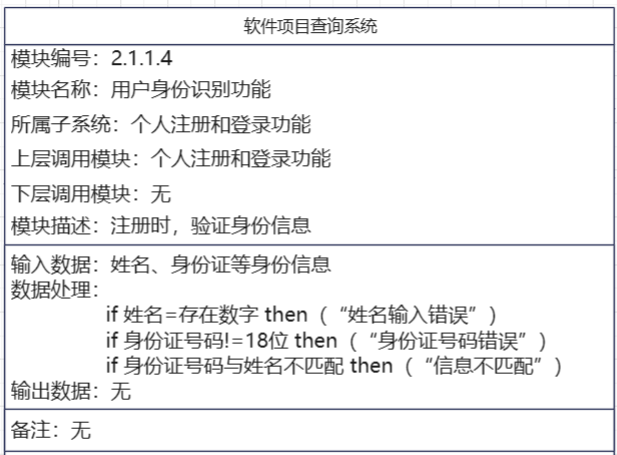 软件项目查询系统
模块编号：2.1.1.4
模块名称：用户身份识别功能
所属子系统：个人注册和登录功能
上层调用模块：个人注册和登录功能
下层调用模块：无
模块描述：注册时，验证身份信息
输入数据：姓名、身份证等身份信息
数据处理：
if 姓名=存在数字 then（“姓名输入错误”）
if 身份证号码!=18位 then（“身份证号码错误”）
if 身份证号码与姓名不匹配 then（“信息不匹配”）
输出数据：无
备注：无